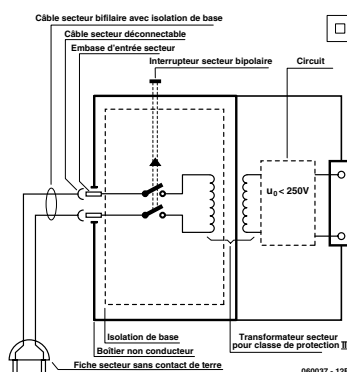 Câble secteur bifilaire avec isolation de base
Câble secteur déconnectable
Embase d'entrée secteur
Interrupteur secteur bipolaire
Circuit
u0 < 250V
Isolation de base
Boîtier non conducteur
Fiche secteur sans contact de terre
Transformateur secteur
pour classe de protection II